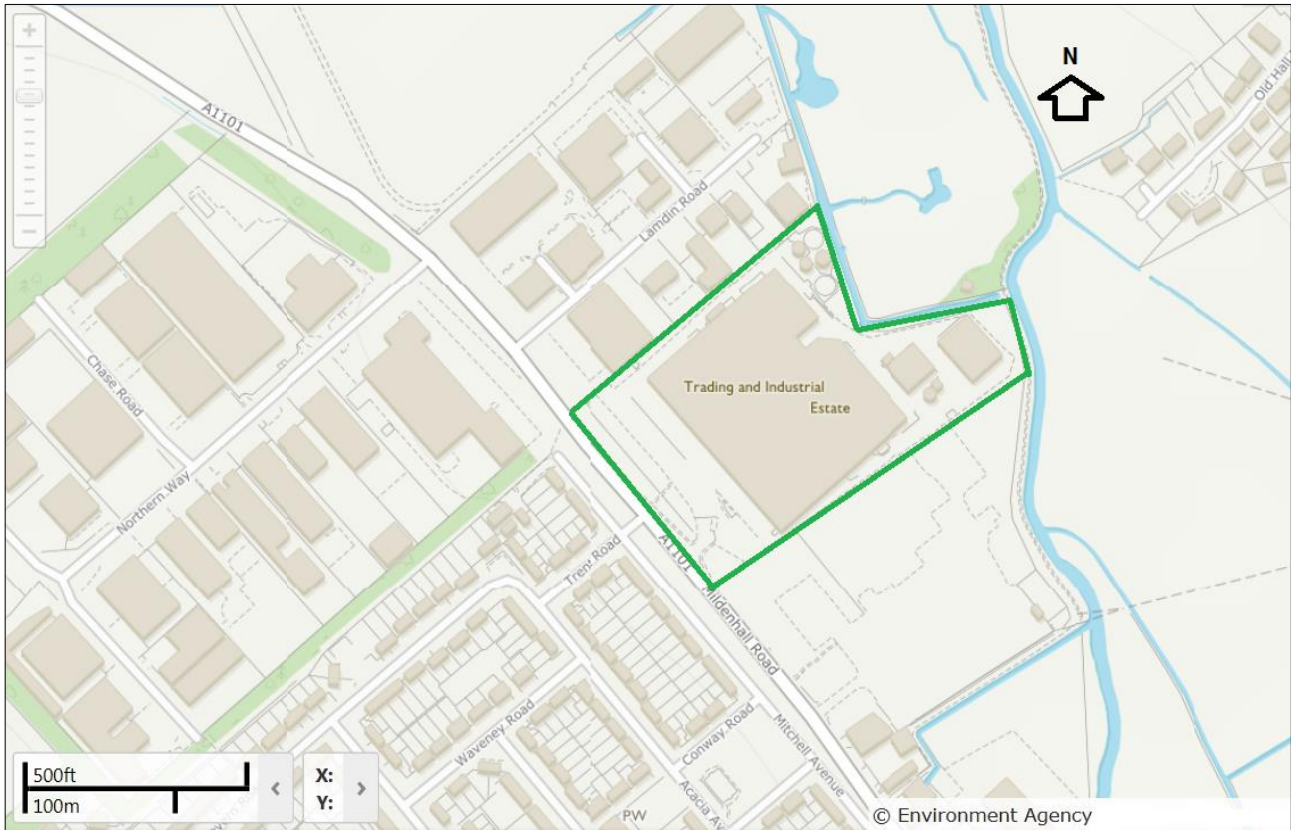 N
A1101
Old Hall
Lamdin Road
Chase Road
Trading and Industrial
Estate
Northern Way
Trent Road
A1101
Mildenhall Road
Waveney Road
Conway Road
Mitchell Avenue
Acacia Av
PW
500ft
100m
X:
Y:
© Environment Agency